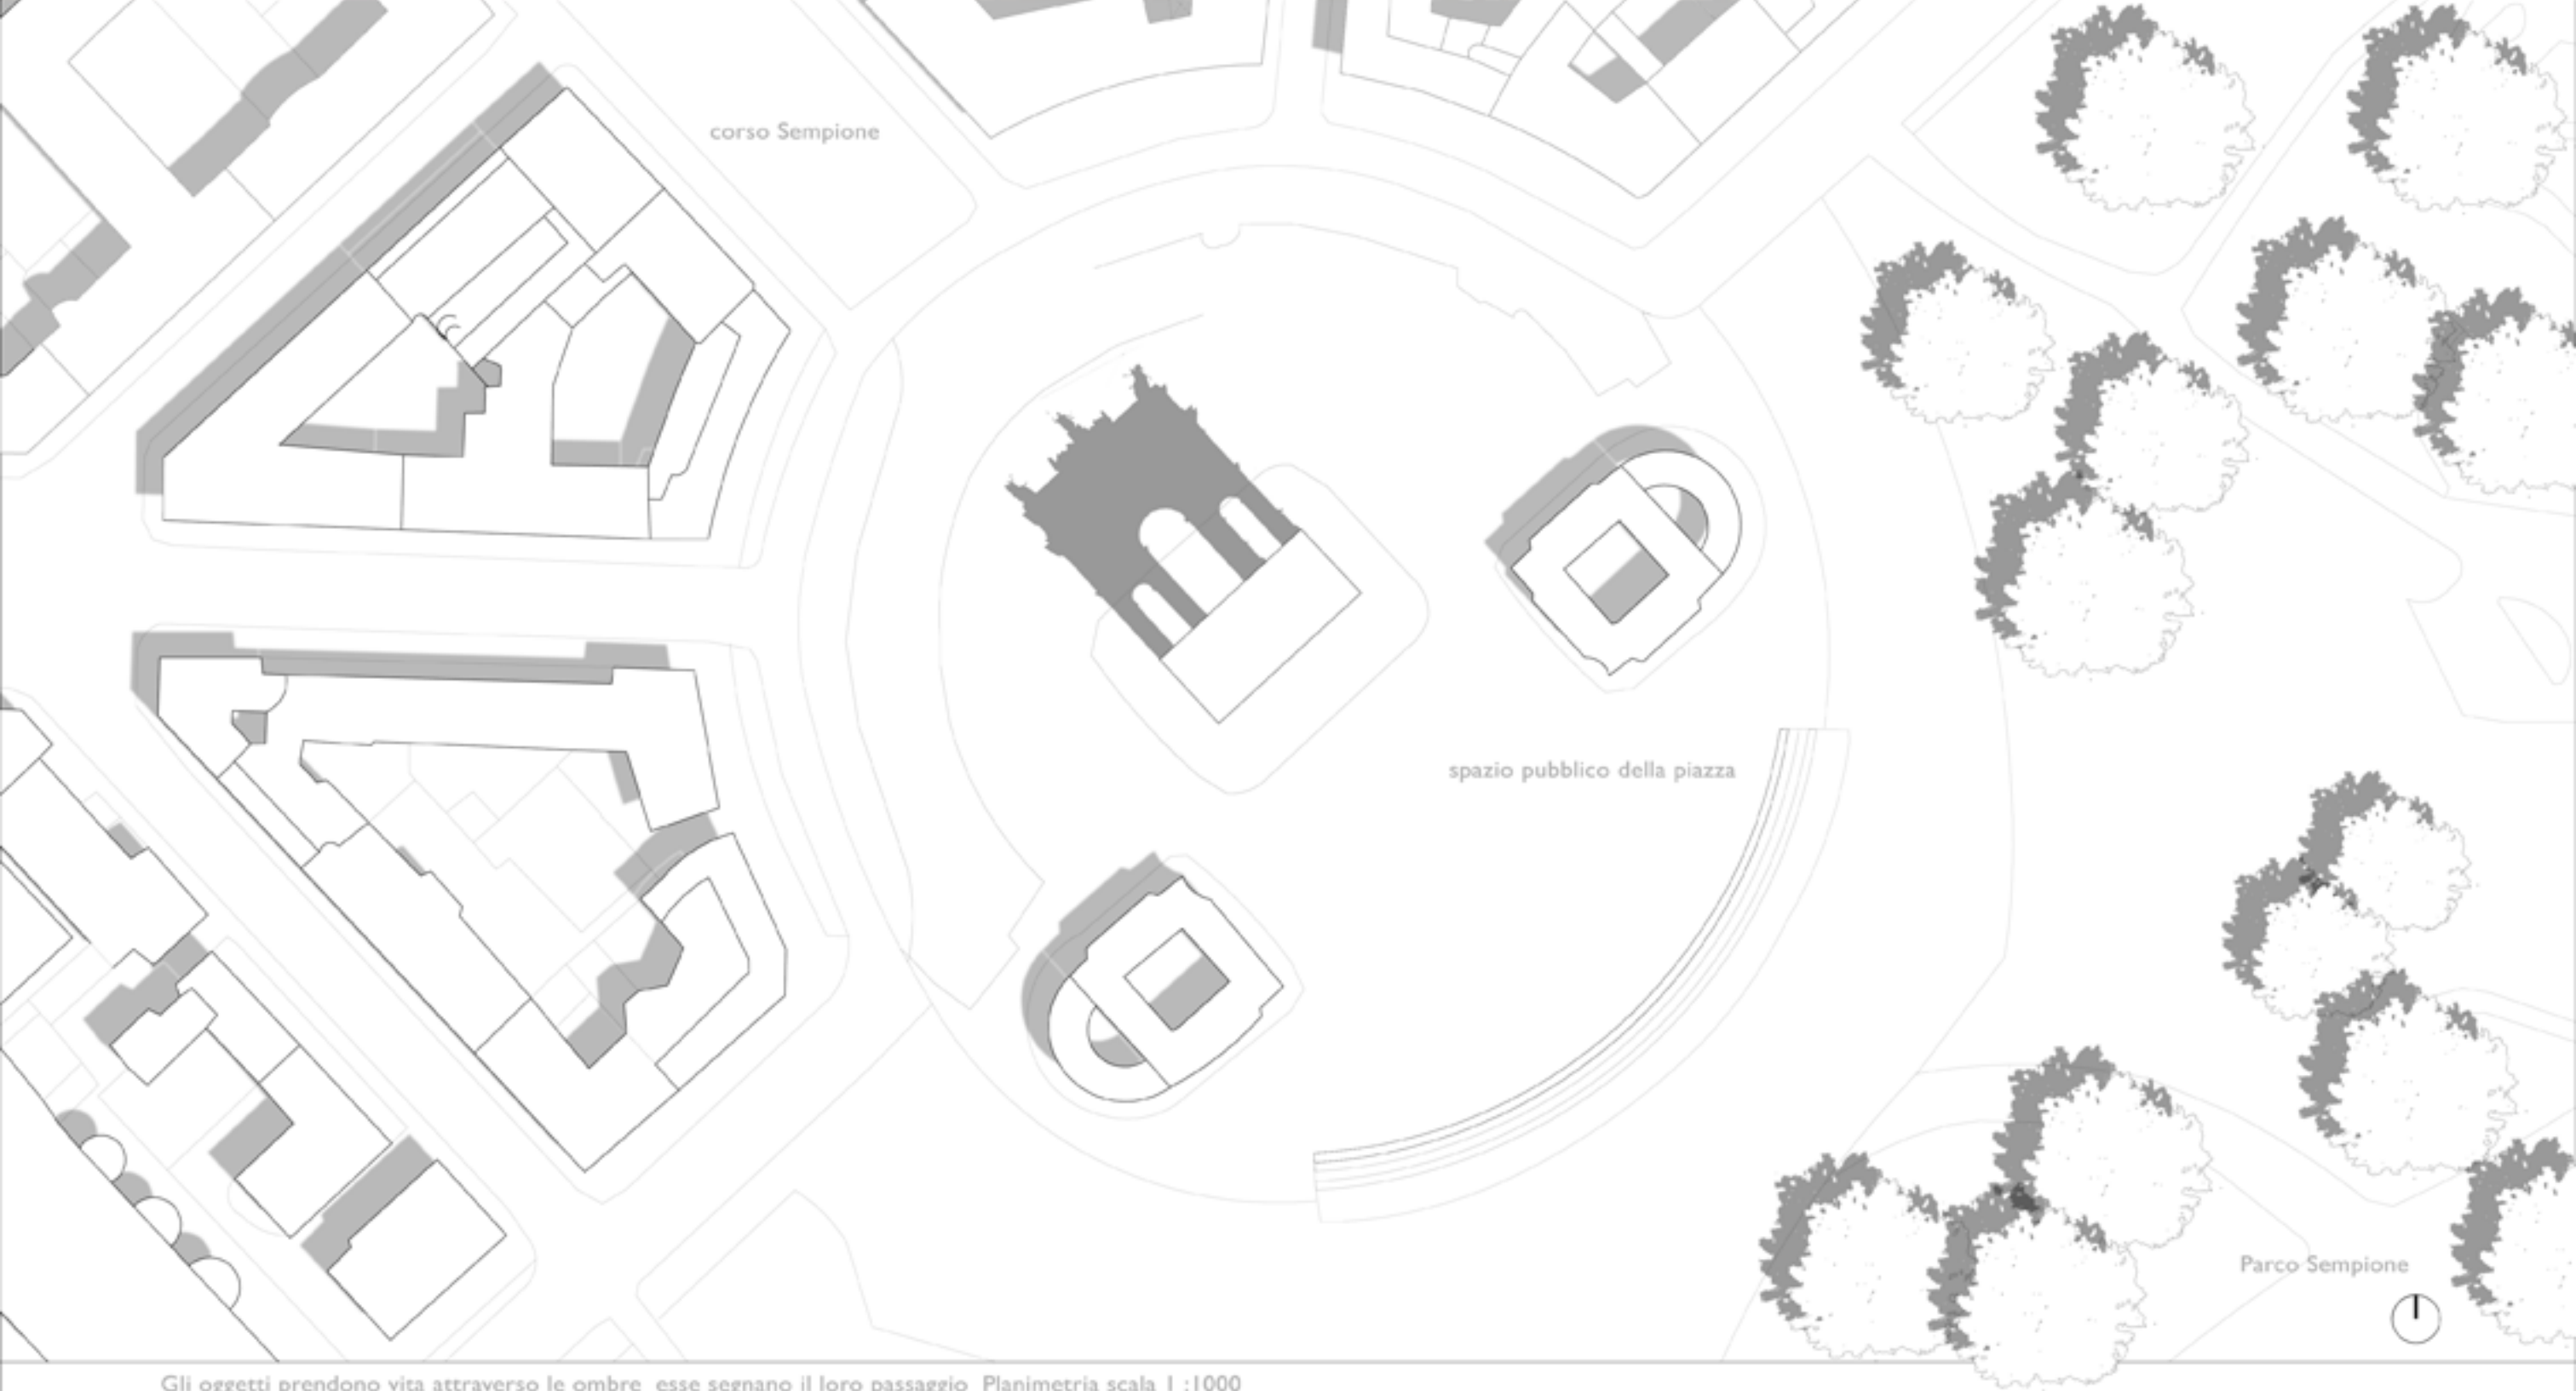 corso Sempione
spazio pubblico della piazza
Parco Sempione
Gli oggetti prendono vita attraverso le ombre esse segnano il loro passaggio Planimetria scala 1 :1000